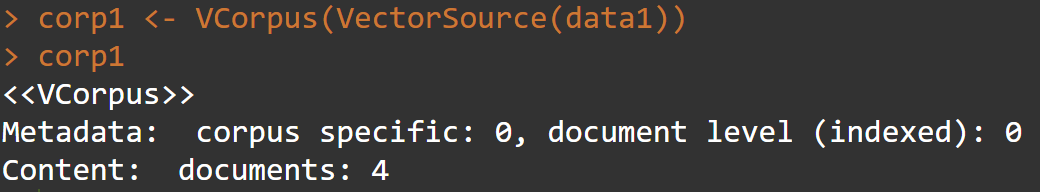 > corp1 <- VCorpus(VectorSource(data1))
> corp1
<<VCorpus>>
Metadata:  corpus specific: 0, document level (indexed): 0
Content:  documents: 4